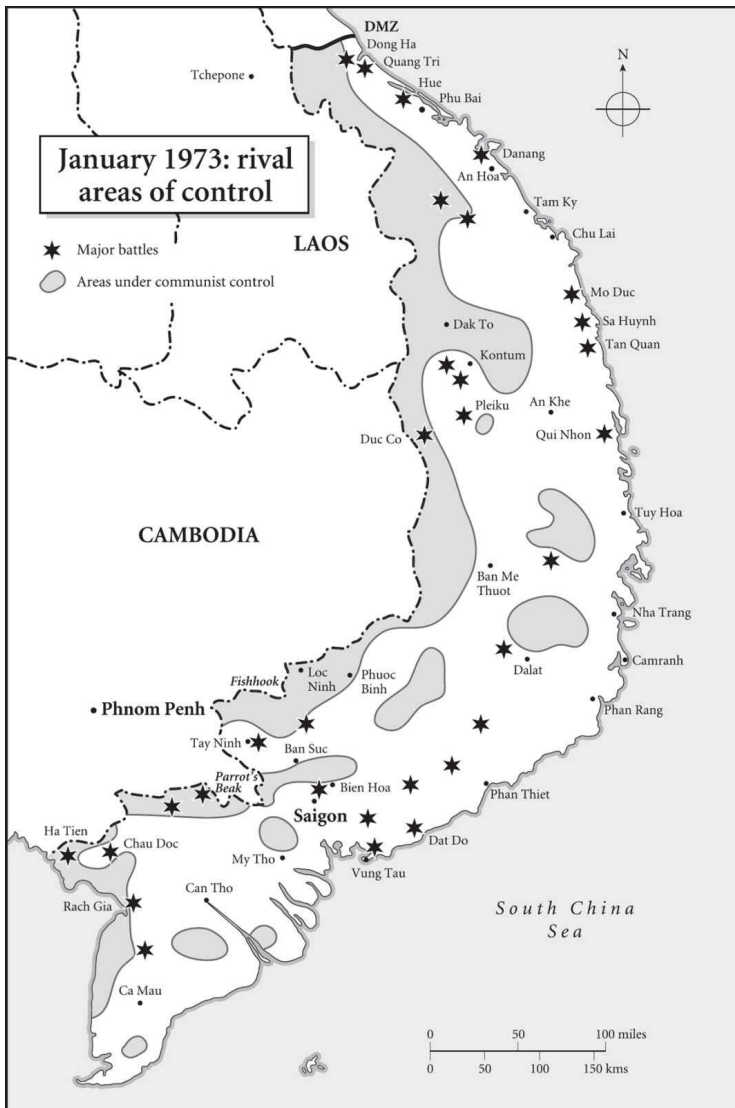 DMZ
Dong Ha
Quang Tri
Tchepone
Hue
Phu Bai
N
January 1973: rival
areas of control
Danang
An Hoa
Tam Ky
Chu Lai
LAOS
Major battles
Areas under communist control
Mo Duc
Sa Huynh
Tan Quan
Dak To
Kontum
Pleiku
An Khe
Qui Nhon
Duc Co
Tuy Hoa
CAMBODIA
Ban Me
Thuot
Nha Trang
Camranh
Dalat
Fishhook
Loc
Ninh
Phuoc
Binh
Phnom Penh
Phan Rang
Tay Ninh
Ban Suc
Parrot's
Beak
Bien Hoa
Phan Thiet
Saigon
Ha Tien
Chau Doc
Dat Do
My Tho
Vung Tau
Can Tho
Rach Gia
South China
Sea
Ca Mau
0 50 100 miles
0 50 100 150 kms